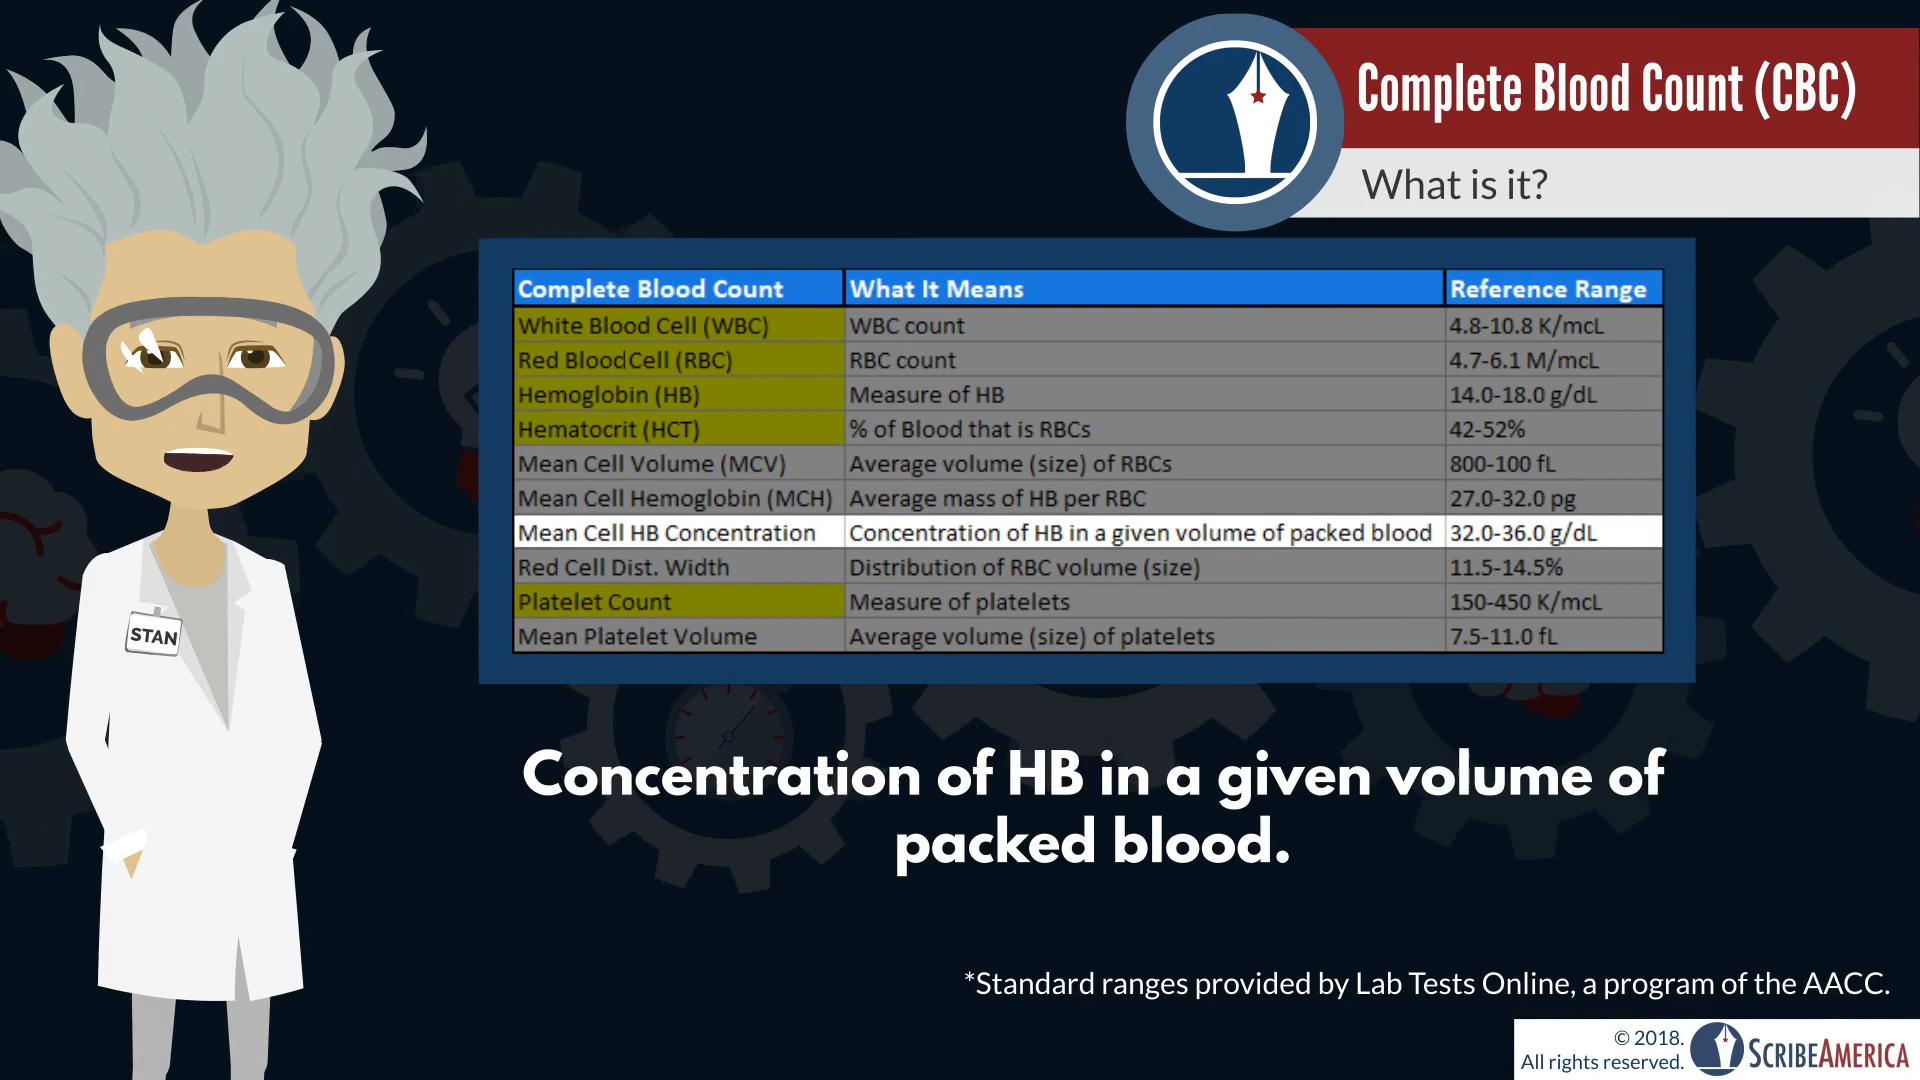 Complete Blood Count (CBC)
What is it?
Complete Blood Count What It Means Reference Range
White Blood Cell (WBC) WBC count 4.8-10.8 K/mcL
Red Blood Cell (RBC) RBC count 4.7-6.1 M/mcL
Hemoglobin (HB) Measure of HB 14.0-18.0 g/dL
Hematocrit (HCT) % of Blood that is RBCs 42-52%
Mean Cell Volume (MCV) Average volume (size) of RBCs 800-100 fL
Mean Cell Hemoglobin (MCH) Average mass of HB per RBC 27.0-32.0 pg
Mean Cell HB Concentration Concentration of HB in a given volume of packed blood 32.0-36.0 g/dL
Red Cell Dist. Width Distribution of RBC volume (size) 11.5-14.5%
Platelet Count Measure of platelets 150-450 K/mcL
Mean Platelet Volume Average volume (size) of platelets 7.5-11.0 fL
STAN
Concentration of HB in a given volume of
packed blood.
*Standard ranges provided by Lab Tests Online, a program of the AACC.
© 2018.
All rights reserved.
SCRIBEAMERICA